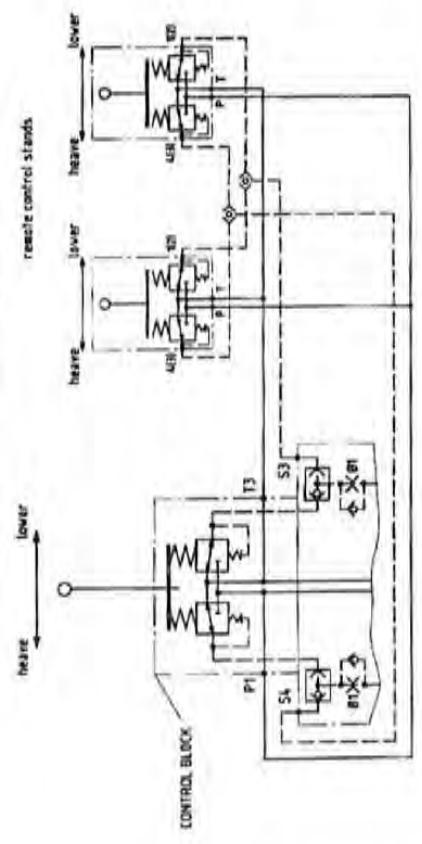 remote control stands
heave lower
heave lower
heave lower
CONTROL BLOCK
P T
P T
P1 T3
S4 S3